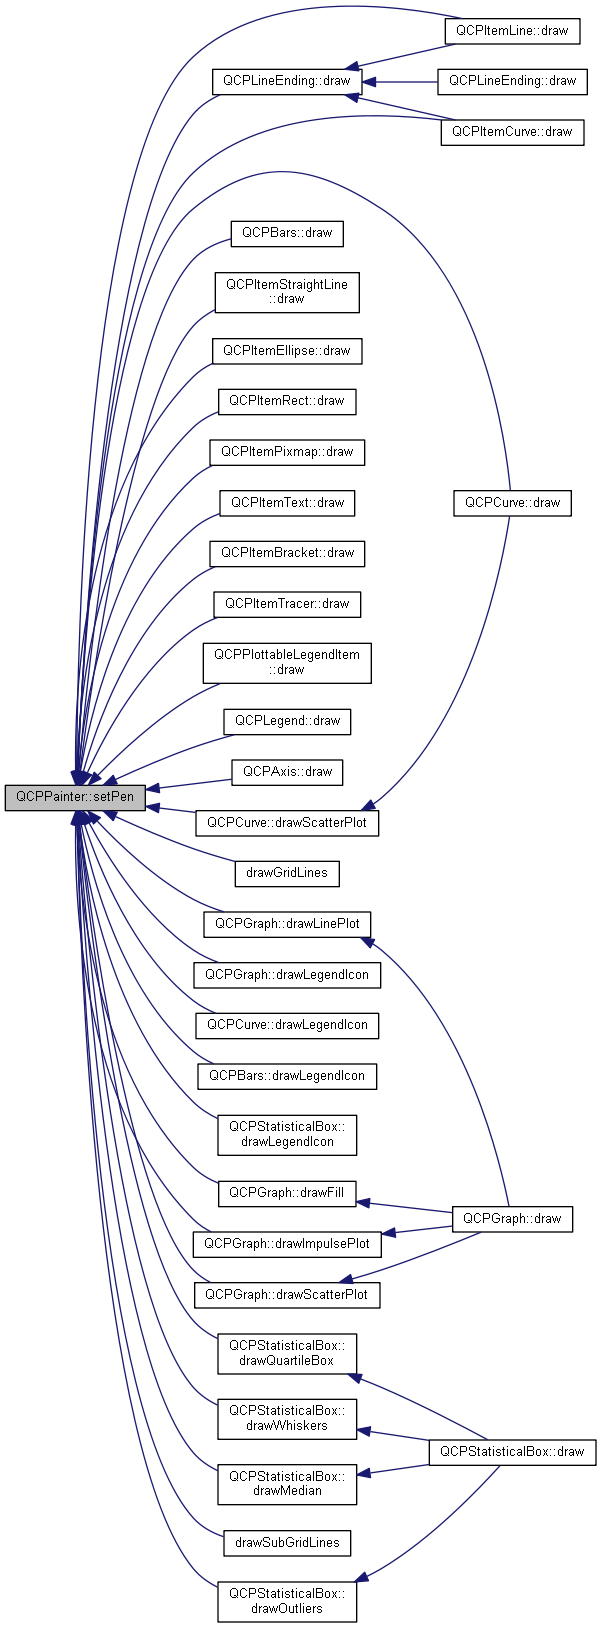 QCPItemLine::draw
QCPLineEnding::draw
QCPLineEnding::draw
QCPItemCurve::draw
QCPBars::draw
QCPItemStraightLine
::draw
QCPItemEllipse::draw
QCPItemRect::draw
QCPItemPixmap::draw
QCPItemText::draw
QCPCurve::draw
QCPItemBracket::draw
QCPItemTracer::draw
QCPPlottableLegendItem
::draw
QCPLegend::draw
QCPAxis::draw
QCPPainter::setPen
QCPCurve::drawScatterPlot
drawGridLines
QCPGraph::drawLinePlot
QCPGraph::drawLegendIcon
QCPCurve::drawLegendIcon
QCPBars::drawLegendIcon
QCPStatisticalBox::
drawLegendIcon
QCPGraph::drawFill
QCPGraph::draw
QCPGraph::drawImpulsePlot
QCPGraph::drawScatterPlot
QCPStatisticalBox::
drawQuartileBox
QCPStatisticalBox::
drawWhiskers
QCPStatisticalBox::draw
QCPStatisticalBox::
drawMedian
drawSubGridLines
QCPStatisticalBox::
drawOutliers